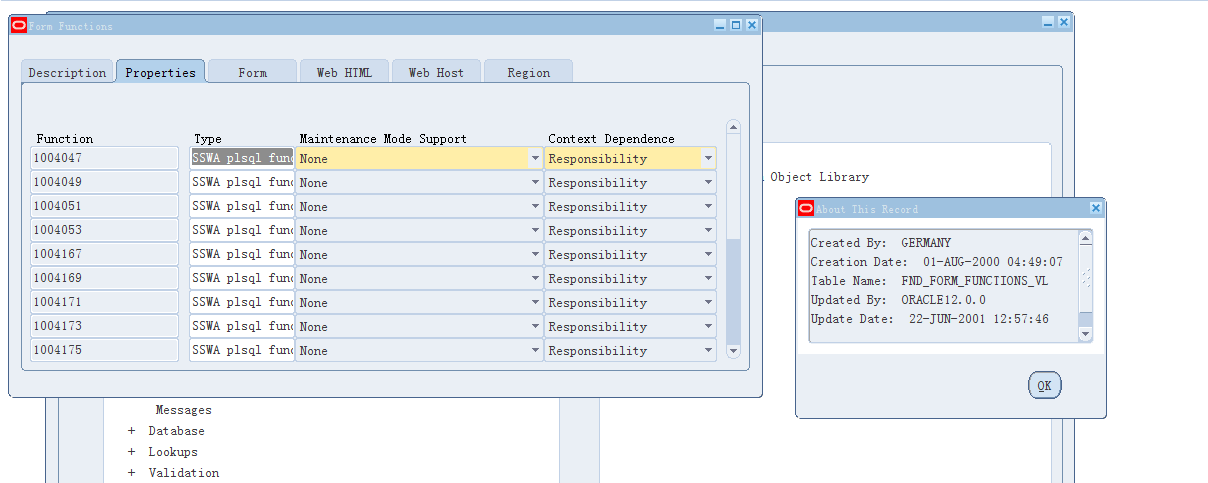 Form Functions
Description Properties Form Web HTML Web Host Region
Function Type Maintenance Mode Support Context Dependence
1004047 SSWA plsql func None Responsibility
1004049 SSWA plsql func None Responsibility
1004051 SSWA plsql func None Responsibility
1004053 SSWA plsql func None Responsibility
1004167 SSWA plsql func None Responsibility
1004169 SSWA plsql func None Responsibility
1004171 SSWA plsql func None Responsibility
1004173 SSWA plsql func None Responsibility
1004175 SSWA plsql func None Responsibility
Object Library
About This Record
Created By: GERMANY
Creation Date: 01-AUG-2000 04:49:07
Table Name: FND_FORM_FUNCTIONS_VL
Updated By: ORACLE12.0.0
Update Date: 22-JUN-2001 12:57:46
OK
Messages
+ Database
+ Lookups
+ Validation